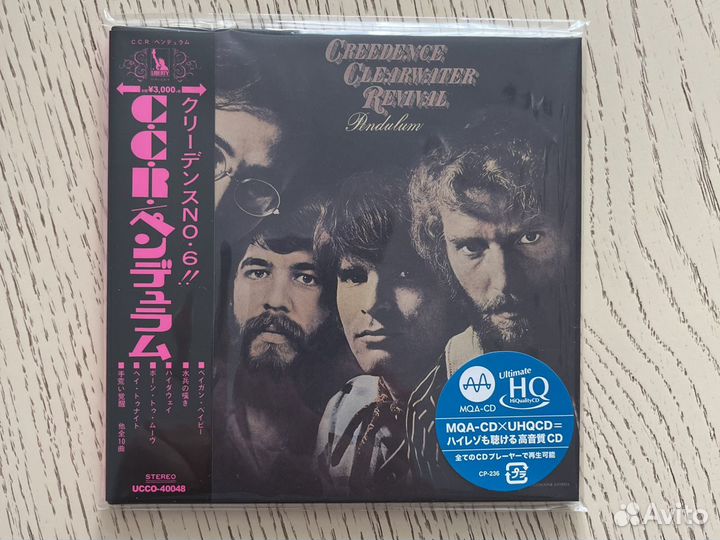 C.C.R./ペンデュラム
LIBERTY
¥3,000
クリーデンスNO・6!!
C・C・R・/ペンデュラム
■ペイガン・ベイビー
■水兵の嘆き
■ハイダウェイ
■ボーン・トゥ・ムーヴ
■ヘイ・トゥナイト
■手荒い覚醒 他全10曲
STEREO
UCCO-40048
CREEDENCE
CLEARWATER
REVIVAL
Pendulum
MQA-CD
Ultimate
HQ
HiQualityCD
MQA-CD×UHQCD=
ハイレゾも聴ける高音質CD
全てのCDプレーヤーで再生可能
CP-236
プラ
Avito